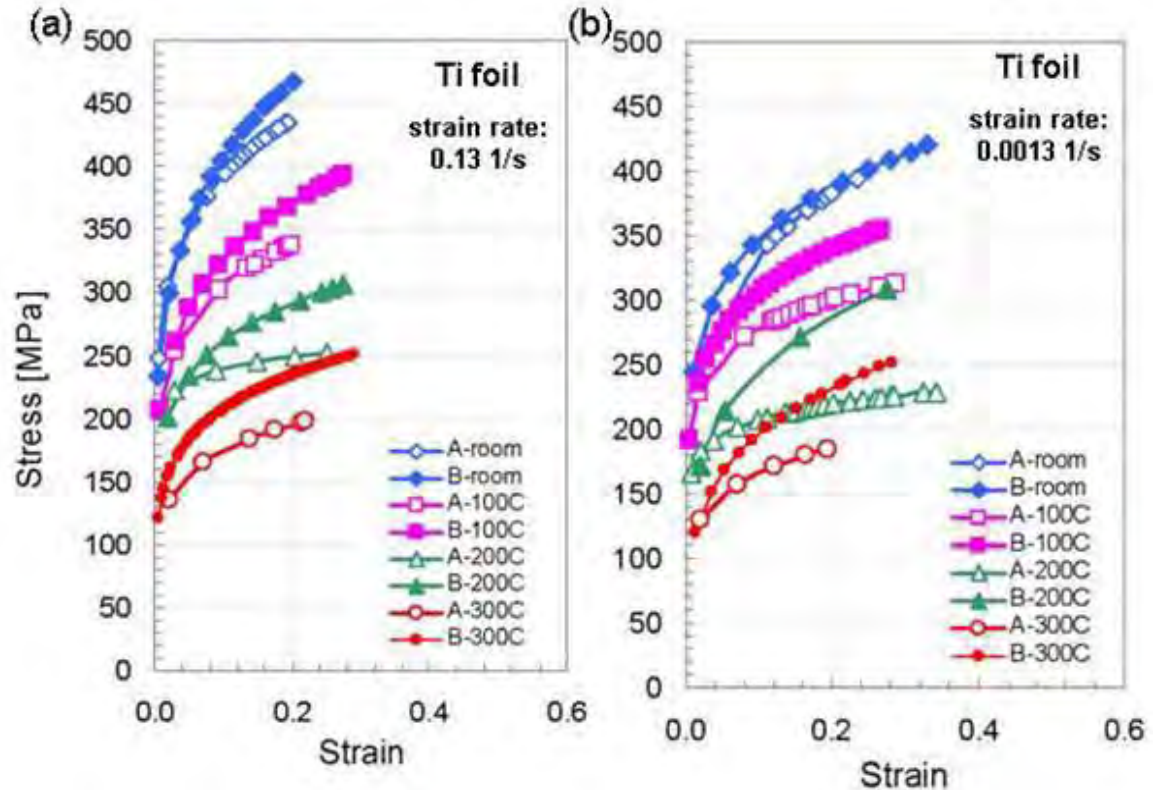 (a)
500
450
400
350
300
250
200
150
100
50
0
Stress [MPa]
Ti foil
strain rate:
0.13 1/s
A-room
B-room
A-100C
B-100C
A-200C
B-200C
A-300C
B-300C
0.0 0.2 0.4 0.6
Strain
(b)
500
450
400
350
300
250
200
150
100
50
0
Ti foil
strain rate:
0.0013 1/s
A-room
B-room
A-100C
B-100C
A-200C
B-200C
A-300C
B-300C
0.0 0.2 0.4 0.6
Strain